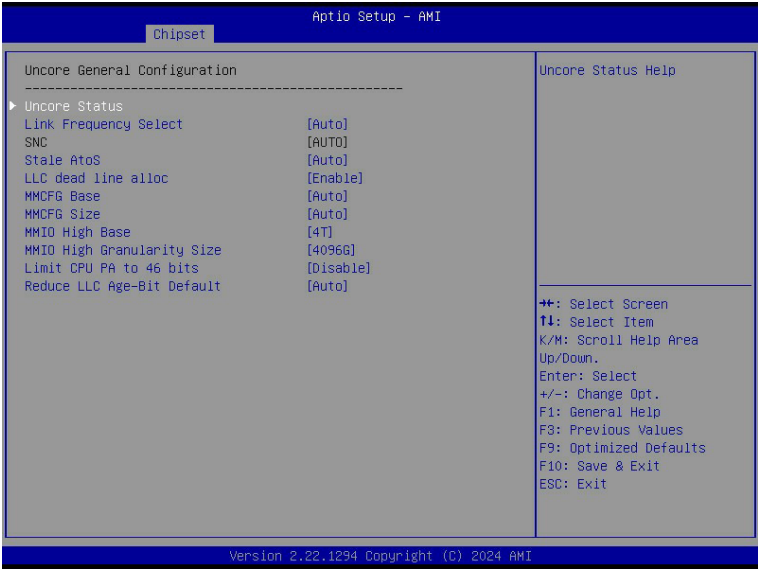 Aptio Setup – AMI
Chipset
Uncore General Configuration
--------------------------------------------------
Uncore Status
Link Frequency Select [Auto]
SNC [AUTO]
Stale AtoS [Auto]
LLC dead line alloc [Enable]
MMCFG Base [Auto]
MMCFG Size [Auto]
MMIO High Base [4T]
MMIO High Granularity Size [4096G]
Limit CPU PA to 46 bits [Disable]
Reduce LLC Age-Bit Default [Auto]
Uncore Status Help
→←: Select Screen
↑↓: Select Item
K/M: Scroll Help Area
Up/Down.
Enter: Select
+/-: Change Opt.
F1: General Help
F3: Previous Values
F9: Optimized Defaults
F10: Save & Exit
ESC: Exit
Version 2.22.1294 Copyright (C) 2024 AMI